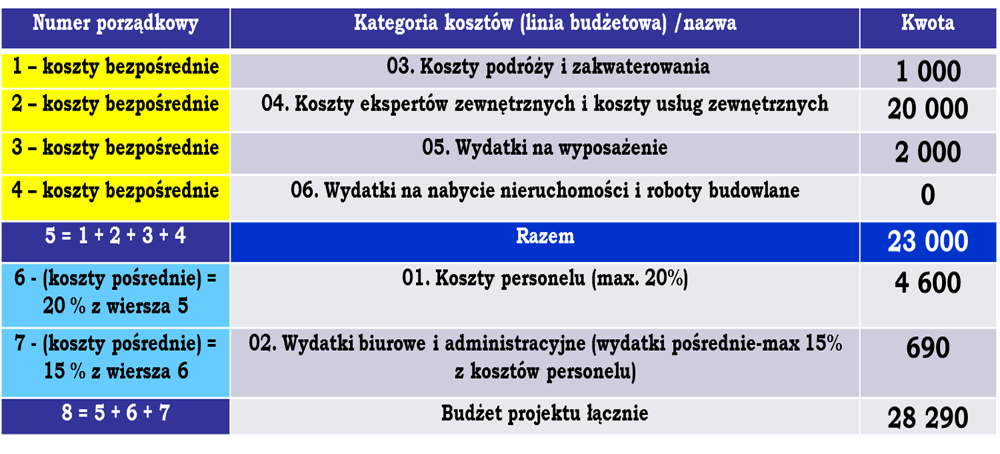 Numer porządkowy
Kategoria kosztów (linia budżetowa) /nazwa
Kwota
1 – koszty bezpośrednie
03. Koszty podróży i zakwaterowania
1 000
2 – koszty bezpośrednie
04. Koszty ekspertów zewnętrznych i koszty usług zewnętrznych
20 000
3 – koszty bezpośrednie
05. Wydatki na wyposażenie
2 000
4 – koszty bezpośrednie
06. Wydatki na nabycie nieruchomości i roboty budowlane
0
5 = 1 + 2 + 3 + 4
Razem
23 000
6 - (koszty pośrednie) =
20 % z wiersza 5
01. Koszty personelu (max. 20%)
4 600
7 - (koszty pośrednie) =
15 % z wiersza 6
02. Wydatki biurowe i administracyjne (wydatki pośrednie-max 15%
z kosztów personelu)
690
8 = 5 + 6 + 7
Budżet projektu łącznie
28 290